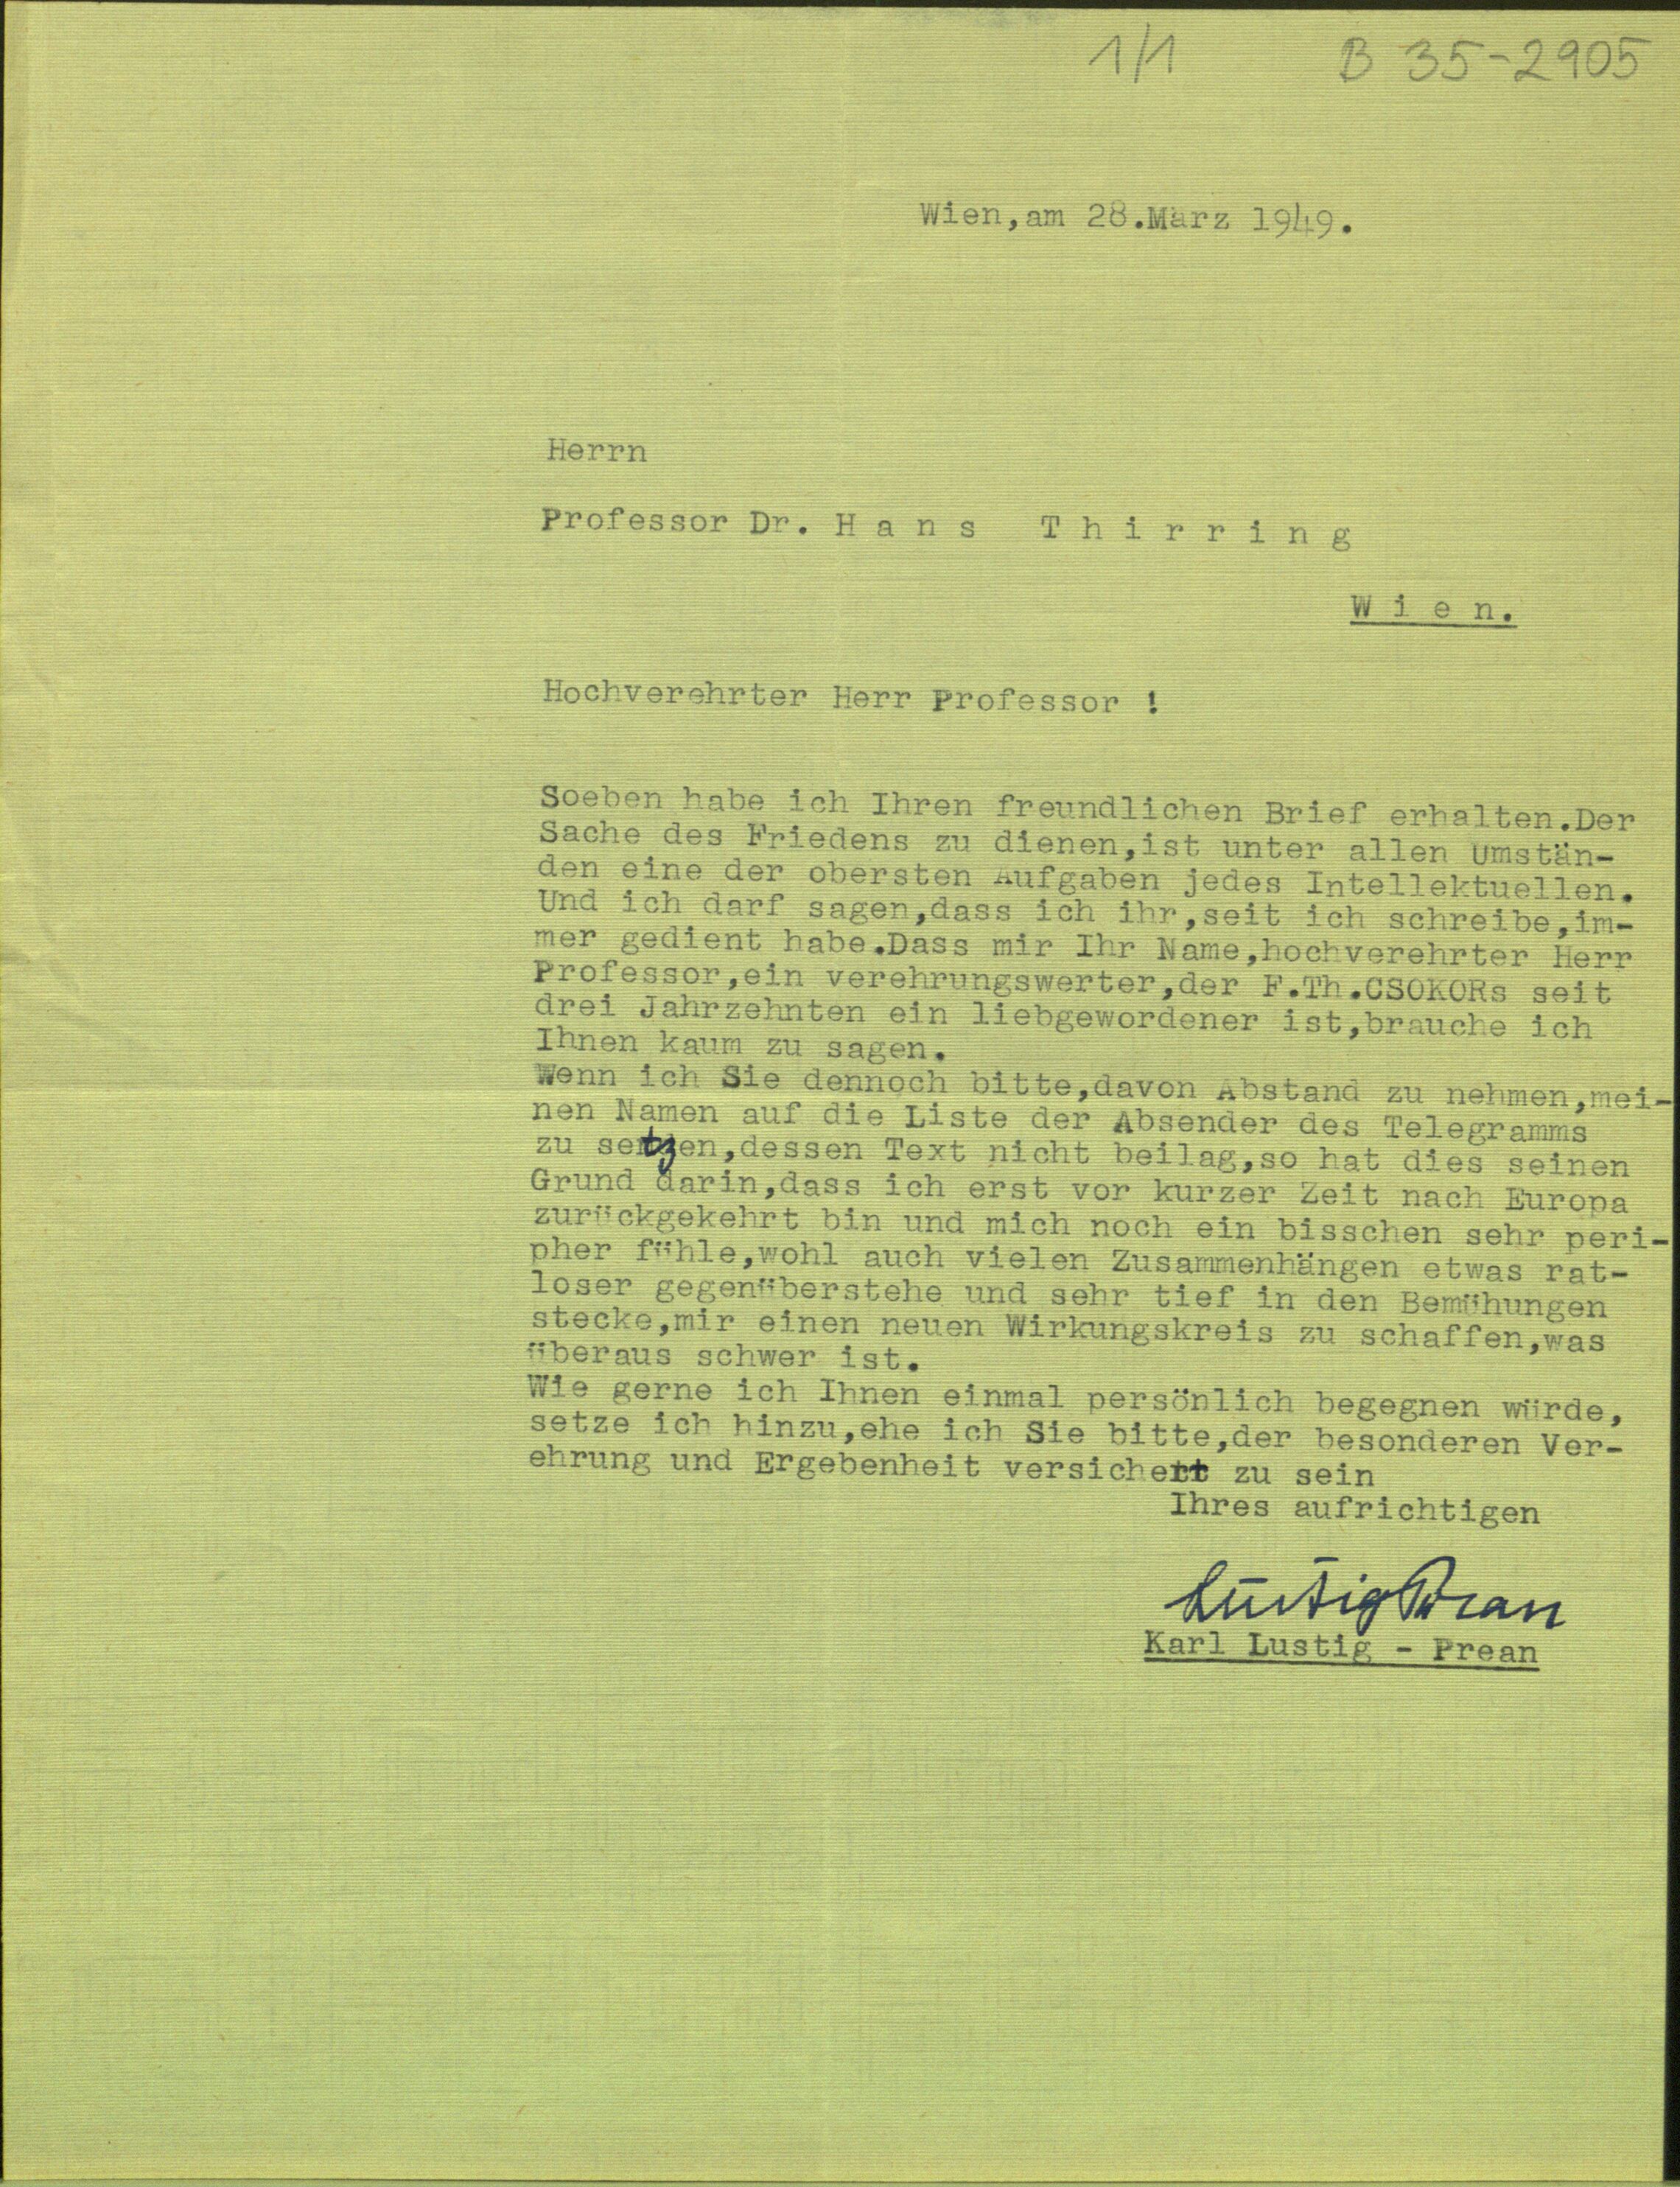 1/1 B 35-2905
Wien,am 28.März 1949.
Herrn
Professor Dr. H a n s   T h i r r i n g
W i e n.
Hochverehrter Herr Professor !
Soeben habe ich Ihren freundlichen Brief erhalten.Der
Sache des Friedens zu dienen,ist unter allen Umstän-
den eine der obersten Aufgaben jedes Intellektuellen.
Und ich darf sagen,dass ich ihr,seit ich schreibe,im-
mer gedient habe.Dass mir Ihr Name,hochverehrter Herr
Professor,ein verehrungswerter,der F.Th.CSOKORs seit
drei Jahrzehnten ein liebgewordener ist,brauche ich
Ihnen kaum zu sagen.
Wenn ich Sie dennoch bitte,davon Abstand zu nehmen,mei-
nen Namen auf die Liste der Absender des Telegramms
zu setzen,dessen Text nicht beilag,so hat dies seinen
Grund darin,dass ich erst vor kurzer Zeit nach Europa
zurückgekehrt bin und mich noch ein bisschen sehr peri-
pher fühle,wohl auch vielen Zusammenhängen etwas rat-
loser gegenüberstehe und sehr tief in den Bemühungen
stecke,mir einen neuen Wirkungskreis zu schaffen,was
überaus schwer ist.
Wie gerne ich Ihnen einmal persönlich begegnen würde,
setze ich hinzu,ehe ich Sie bitte,der besonderen Ver-
ehrung und Ergebenheit versichert zu sein
Ihres aufrichtigen
Lustig Prean
Karl Lustig - Prean